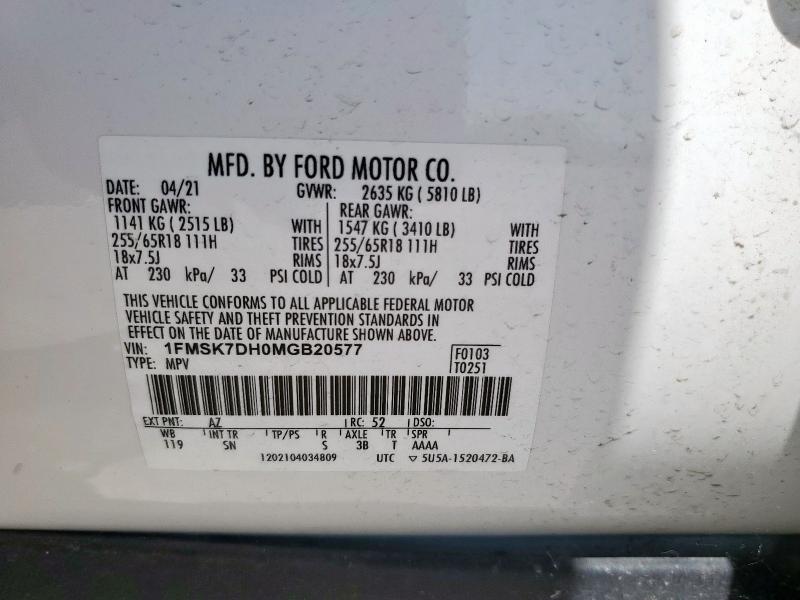 MFD. BY FORD MOTOR CO.
DATE: 04/21 GVWR: 2635 KG ( 5810 LB)
FRONT GAWR: REAR GAWR:
1141 KG ( 2515 LB) WITH 1547 KG ( 3410 LB) WITH
255/65R18 111H TIRES 255/65R18 111H TIRES
18x7.5J RIMS 18x7.5J RIMS
AT 230 kPa/ 33 PSI COLD AT 230 kPa/ 33 PSI COLD
THIS VEHICLE CONFORMS TO ALL APPLICABLE FEDERAL MOTOR
VEHICLE SAFETY AND THEFT PREVENTION STANDARDS IN
EFFECT ON THE DATE OF MANUFACTURE SHOWN ABOVE.
VIN: 1FMSK7DH0MGB20577 F0103
TYPE: MPV T0251
EXT PNT: AZ RC: 52 DSO:
WB INT TR TP/PS R AXLE TR SPR
119 SN S 3B T AAAA
1202104034809 UTC ▽ 5U5A-1520472-BA